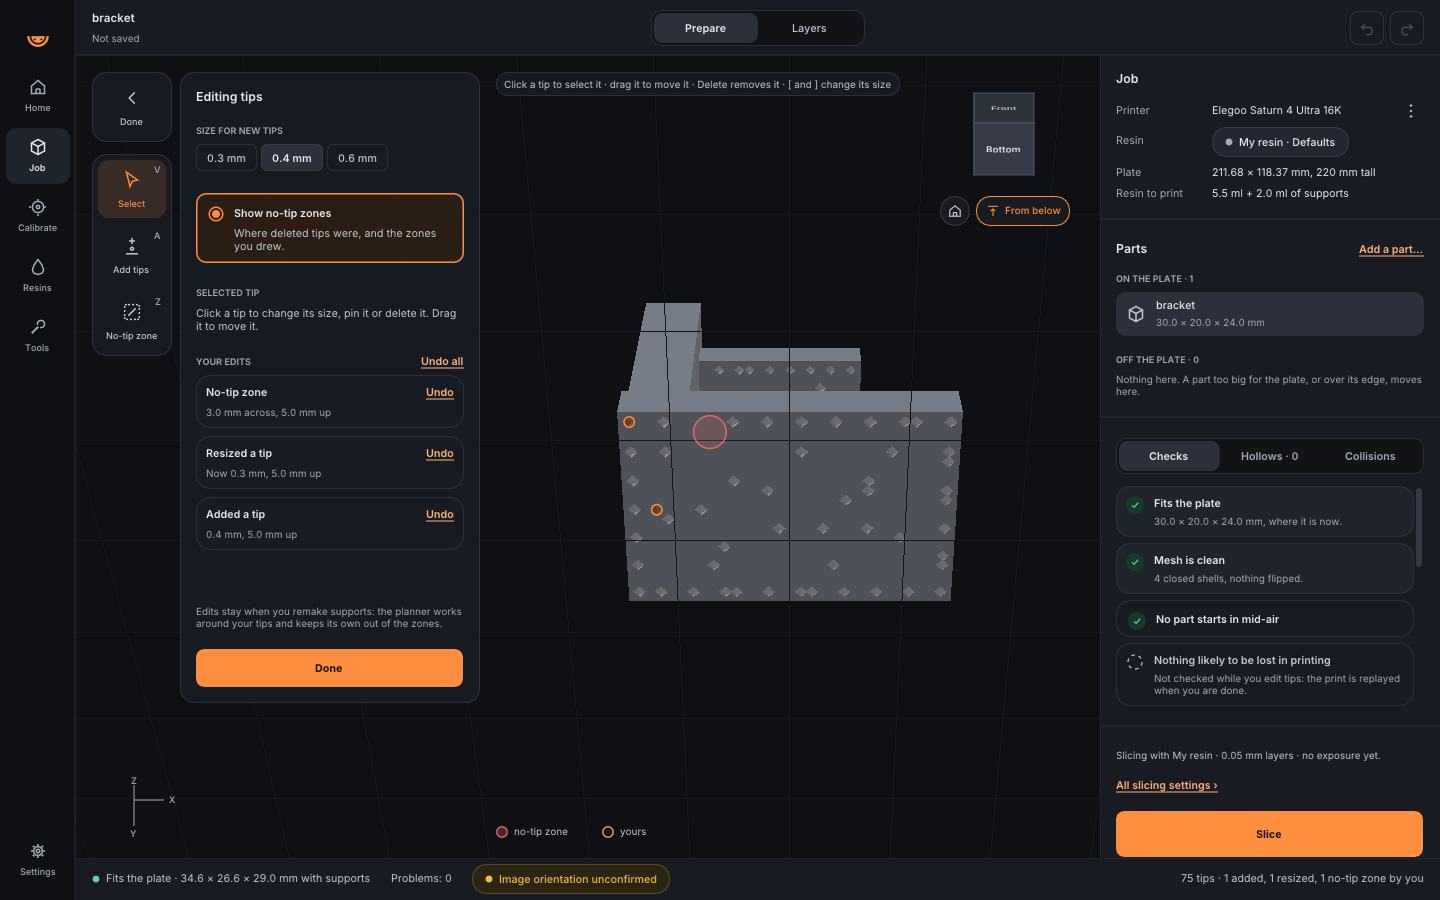 bracket
Not saved
Prepare
Layers
Home
Job
Calibrate
Resins
Tools
Settings
Done
V
Select
A
Add tips
Z
No-tip zone
Editing tips
SIZE FOR NEW TIPS
0.3 mm
0.4 mm
0.6 mm
Show no-tip zones
Where deleted tips were, and the zones
you drew.
SELECTED TIP
Click a tip to change its size, pin it or delete it. Drag
it to move it.
YOUR EDITS
Undo all
No-tip zone
Undo
3.0 mm across, 5.0 mm up
Resized a tip
Undo
Now 0.3 mm, 5.0 mm up
Added a tip
Undo
0.4 mm, 5.0 mm up
Edits stay when you remake supports: the planner works
around your tips and keeps its own out of the zones.
Done
Click a tip to select it · drag it to move it · Delete removes it · [ and ] change its size
Front
Bottom
From below
Z
X
Y
no-tip zone
yours
Job
Printer
Elegoo Saturn 4 Ultra 16K
Resin
My resin · Defaults
Plate
211.68 × 118.37 mm, 220 mm tall
Resin to print
5.5 ml + 2.0 ml of supports
Parts
Add a part...
ON THE PLATE · 1
bracket
30.0 × 20.0 × 24.0 mm
OFF THE PLATE · 0
Nothing here. A part too big for the plate, or over its edge, moves
here.
Checks
Hollows · 0
Collisions
Fits the plate
30.0 × 20.0 × 24.0 mm, where it is now.
Mesh is clean
4 closed shells, nothing flipped.
No part starts in mid-air
Nothing likely to be lost in printing
Not checked while you edit tips: the print is replayed
when you are done.
Slicing with My resin · 0.05 mm layers · no exposure yet.
All slicing settings ›
Slice
Fits the plate · 34.6 × 26.6 × 29.0 mm with supports
Problems: 0
Image orientation unconfirmed
75 tips · 1 added, 1 resized, 1 no-tip zone by you